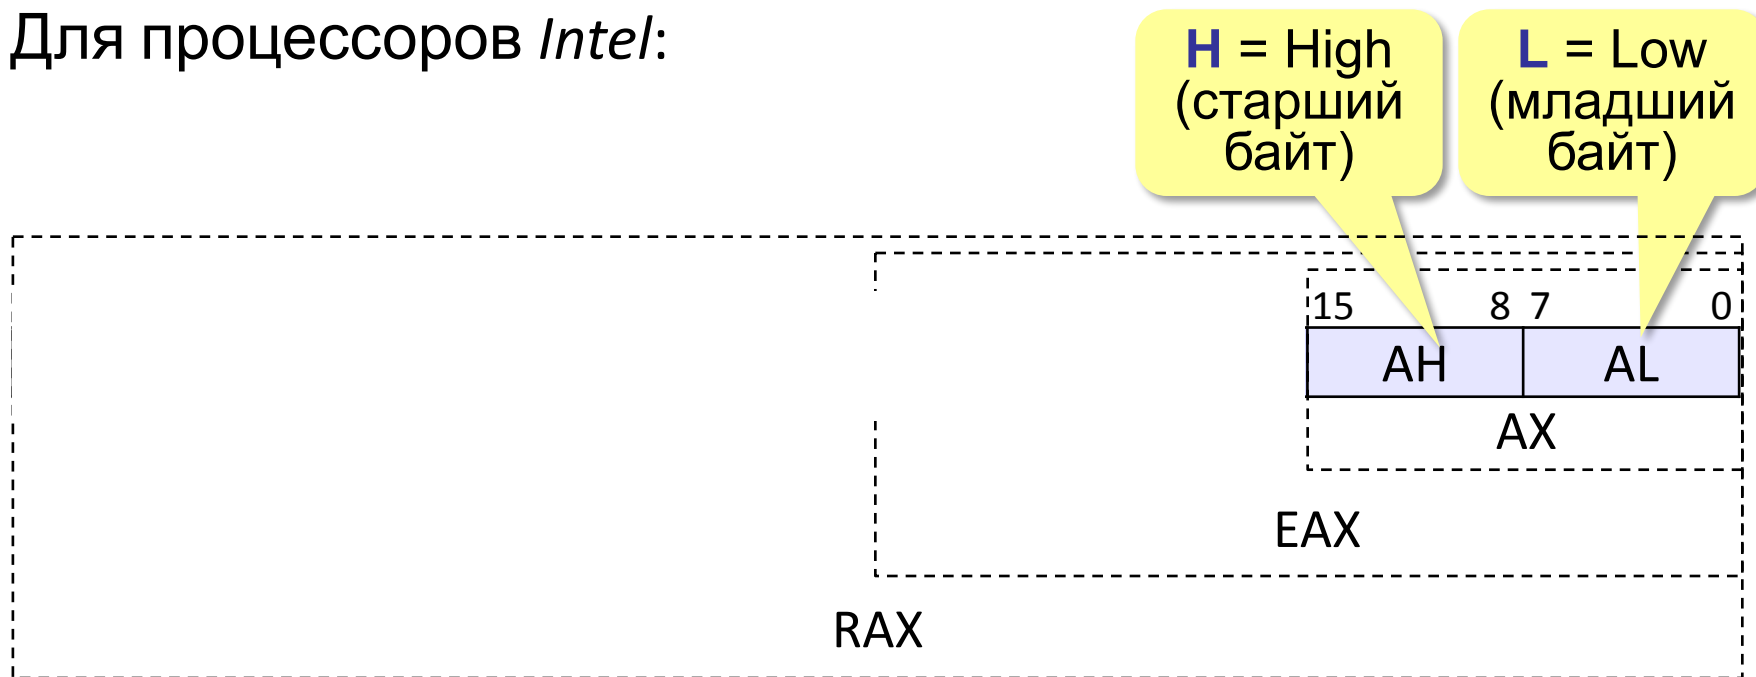 Для процессоров Intel:
H = High
(старший
байт)
L = Low
(младший
байт)
15 8 7 0
AH AL
AX
EAX
RAX